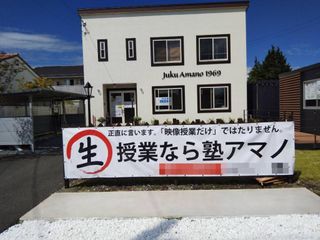 Juku Amano 1969
正直に言います。「映像授業だけ」ではたりません。
生 授業なら塾アマノ